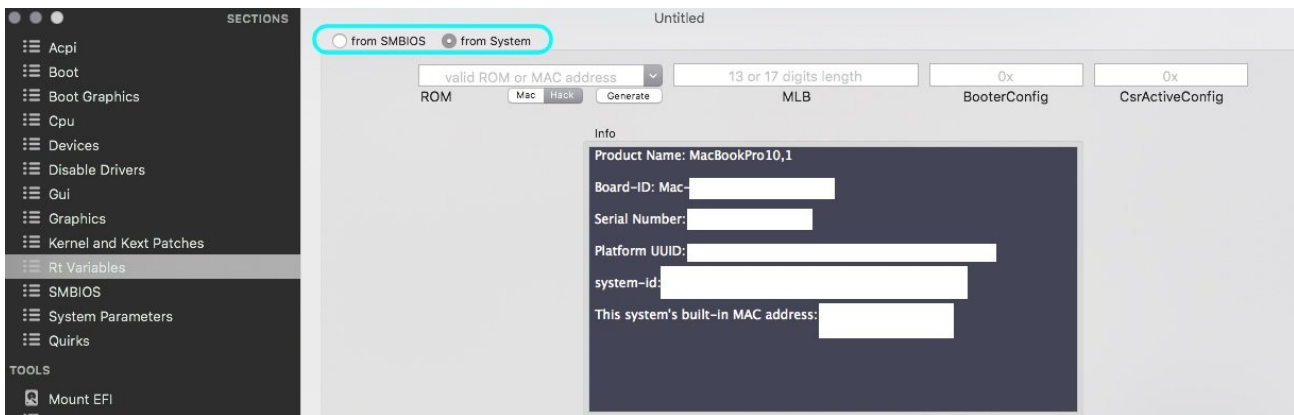 SECTIONS
Untitled
Acpi
Boot
Boot Graphics
Cpu
Devices
Disable Drivers
Gui
Graphics
Kernel and Kext Patches
Rt Variables
SMBIOS
System Parameters
Quirks
TOOLS
Mount EFI
from SMBIOS from System
valid ROM or MAC address 13 or 17 digits length 0x 0x
ROM Mac Hack Generate MLB BooterConfig CsrActiveConfig
Info
Product Name: MacBookPro10,1
Board-ID: Mac-
Serial Number:
Platform UUID:
system-id:
This system's built-in MAC address: